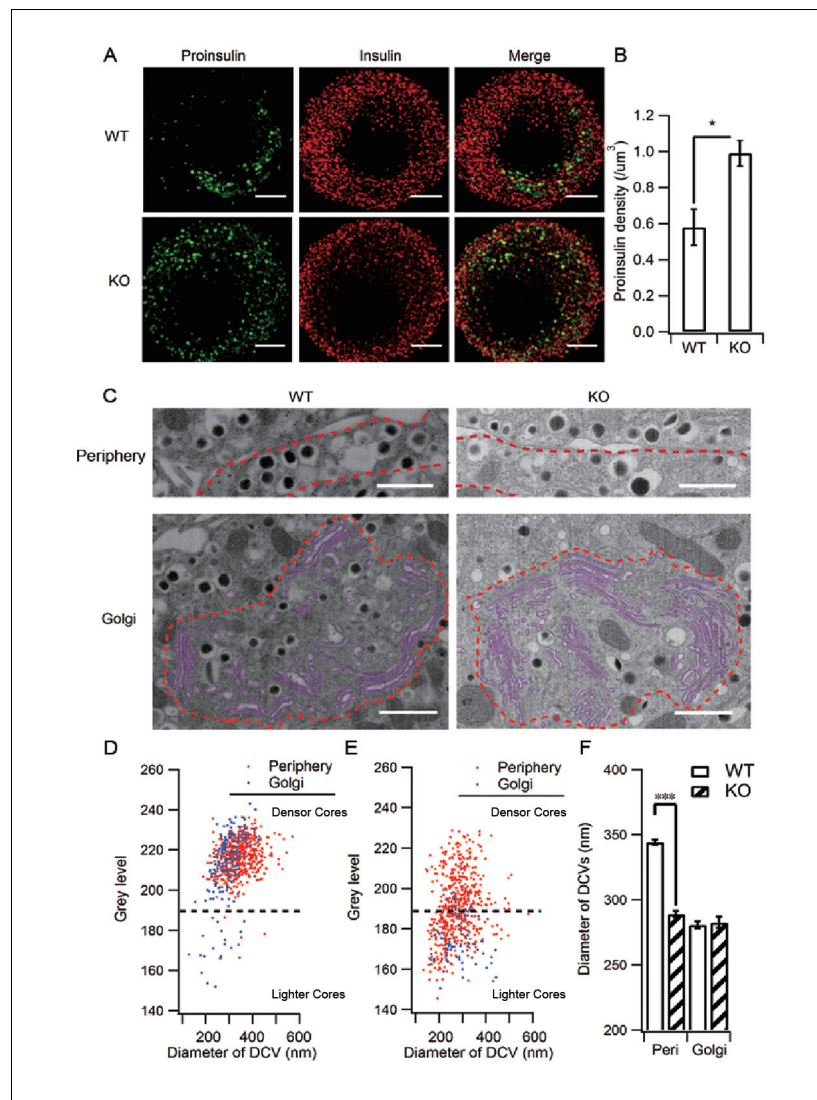 A
Proinsulin
Insulin
Merge
B
WT
KO
Proinsulin density (/um3)
1.2
1.0
0.8
0.6
0.4
0.2
0.0
*
WT
KO
C
WT
KO
Periphery
Golgi
D
Periphery
Golgi
Densor Cores
Lighter Cores
Grey level
260
240
220
200
180
160
140
200
400
600
Diameter of DCV (nm)
E
Periphery
Golgi
Densor Cores
Lighter Cores
Grey level
260
240
220
200
180
160
140
200
400
600
Diameter of DCV (nm)
F
WT
KO
***
Diameter of DCVs (nm)
400
350
300
250
200
Peri
Golgi